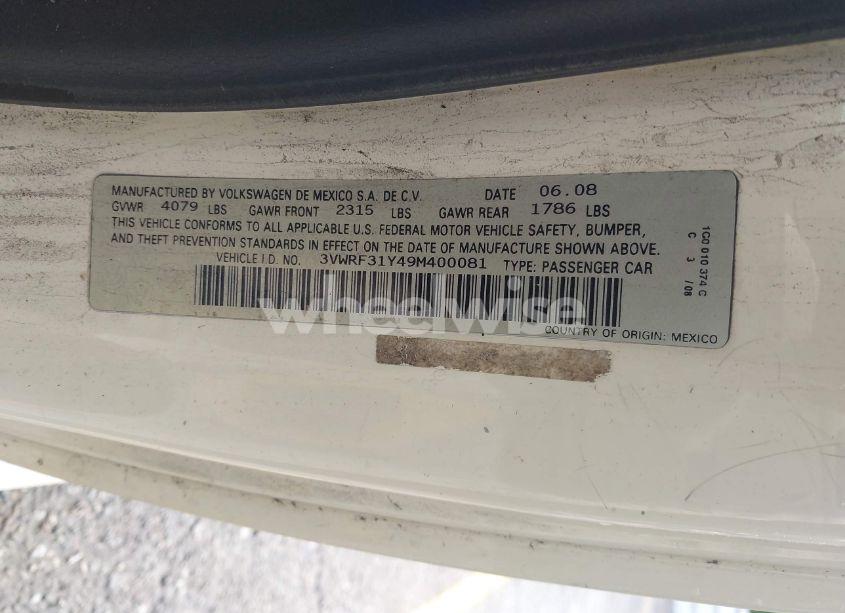 MANUFACTURED BY VOLKSWAGEN DE MEXICO S.A. DE C.V. DATE 06.08
GVWR 4079 LBS GAWR FRONT 2315 LBS GAWR REAR 1786 LBS
THIS VEHICLE CONFORMS TO ALL APPLICABLE U.S. FEDERAL MOTOR VEHICLE SAFETY, BUMPER,
AND THEFT PREVENTION STANDARDS IN EFFECT ON THE DATE OF MANUFACTURE SHOWN ABOVE.
VEHICLE I.D. NO. 3VWRF31Y49M400081 TYPE: PASSENGER CAR
COUNTRY OF ORIGIN: MEXICO
1C0 010 374 C
C 3 /08
wheelwise